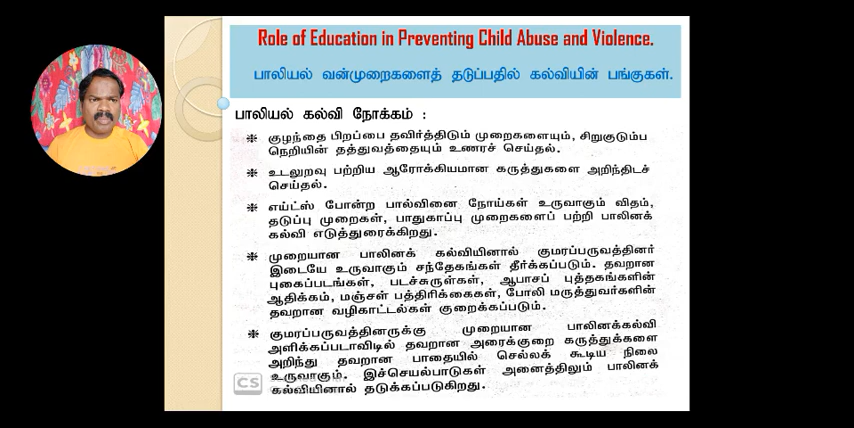 Role of Education in Preventing Child Abuse and Violence.
பாலியல் வன்முறைகளைத் தடுப்பதில் கல்வியின் பங்குகள்.
பாலியல் கல்வி நோக்கம் :
❈ குழந்தை பிறப்பை தவிர்த்திடும் முறைகளையும், சிறுகுடும்ப
நெறியின் தத்துவத்தையும் உணரச் செய்தல்.
❈ உடலுறவு பற்றிய ஆரோக்கியமான கருத்துகளை அறிந்திடச்
செய்தல்.
❈ எய்ட்ஸ் போன்ற பால்வினை நோய்கள் உருவாகும் விதம்,
தடுப்பு முறைகள், பாதுகாப்பு முறைகளைப் பற்றி பாலினக்
கல்வி எடுத்துரைக்கிறது.
❈ முறையான பாலினக் கல்வியினால் குமரப்பருவத்தினர்
இடையே உருவாகும் சந்தேகங்கள் தீர்க்கப்படும். தவறான
புகைப்படங்கள், படச்சுருள்கள், ஆபாசப் புத்தகங்களின்
ஆதிக்கம், மஞ்சள் பத்திரிக்கைகள், போலி மருத்துவர்களின்
தவறான வழிகாட்டல்கள் குறைக்கப்படும்.
❈ குமரப்பருவத்தினருக்கு முறையான பாலினக்கல்வி
அளிக்கப்படாவிடில் தவறான அரைக்குறை கருத்துக்களை
அறிந்து தவறான பாதையில் செல்லக் கூடிய நிலை
உருவாகும். இச்செயல்பாடுகள் அனைத்திலும் பாலினக்
கல்வியினால் தடுக்கப்படுகிறது.
CS